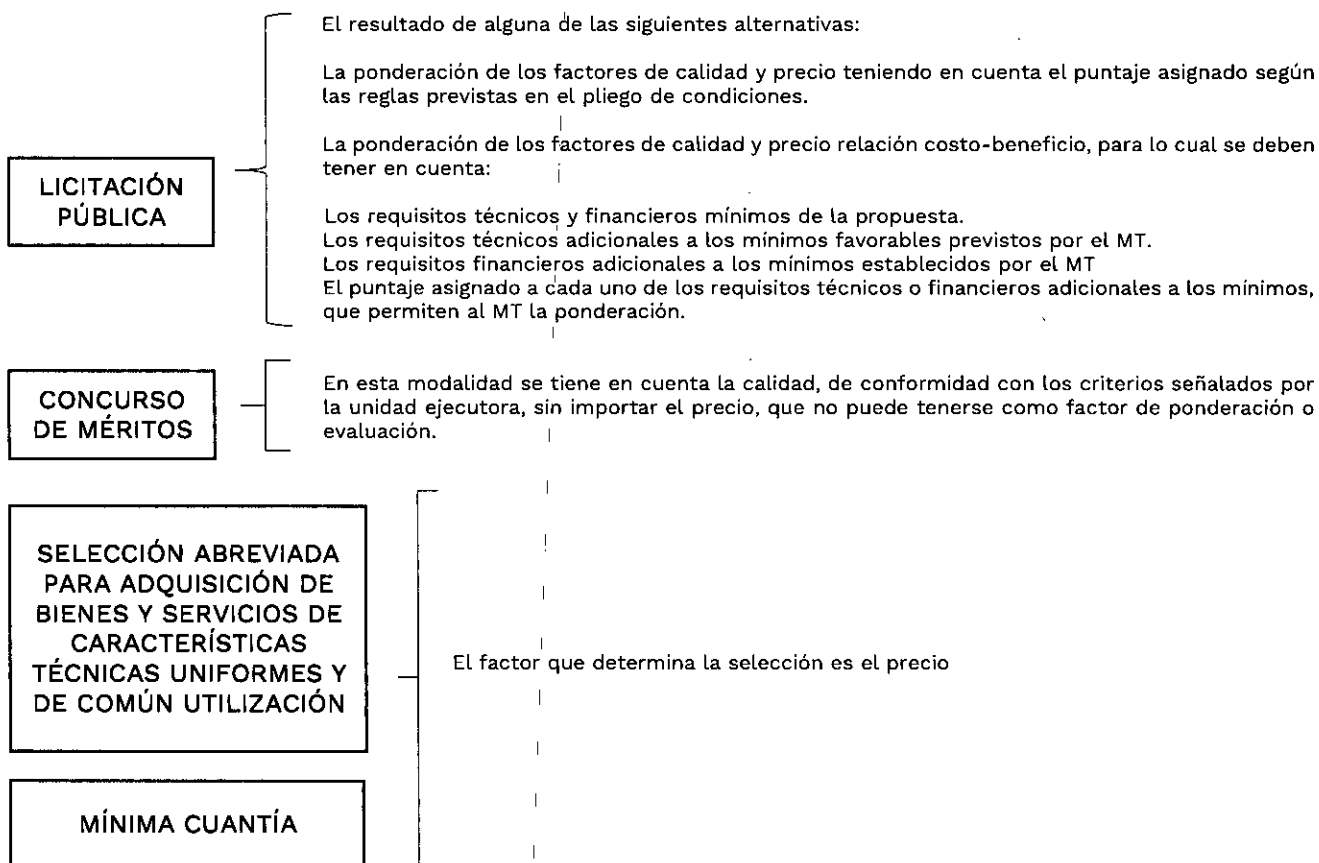 El resultado de alguna de las siguientes alternativas:
La ponderación de los factores de calidad y precio teniendo en cuenta el puntaje asignado según
las reglas previstas en el pliego de condiciones.
La ponderación de los factores de calidad y precio relación costo-beneficio, para lo cual se deben
tener en cuenta:
LICITACIÓN
PÚBLICA
Los requisitos técnicos y financieros mínimos de la propuesta.
Los requisitos técnicos adicionales a los mínimos favorables previstos por el MT.
Los requisitos financieros adicionales a los mínimos establecidos por el MT
El puntaje asignado a cada uno de los requisitos técnicos o financieros adicionales a los mínimos,
que permiten al MT la ponderación.
CONCURSO
DE MÉRITOS
En esta modalidad se tiene en cuenta la calidad, de conformidad con los criterios señalados por
la unidad ejecutora, sin importar el precio, que no puede tenerse como factor de ponderación o
evaluación.
SELECCIÓN ABREVIADA
PARA ADQUISICIÓN DE
BIENES Y SERVICIOS DE
CARACTERÍSTICAS
TÉCNICAS UNIFORMES Y
DE COMÚN UTILIZACIÓN
El factor que determina la selección es el precio
MÍNIMA CUANTÍA